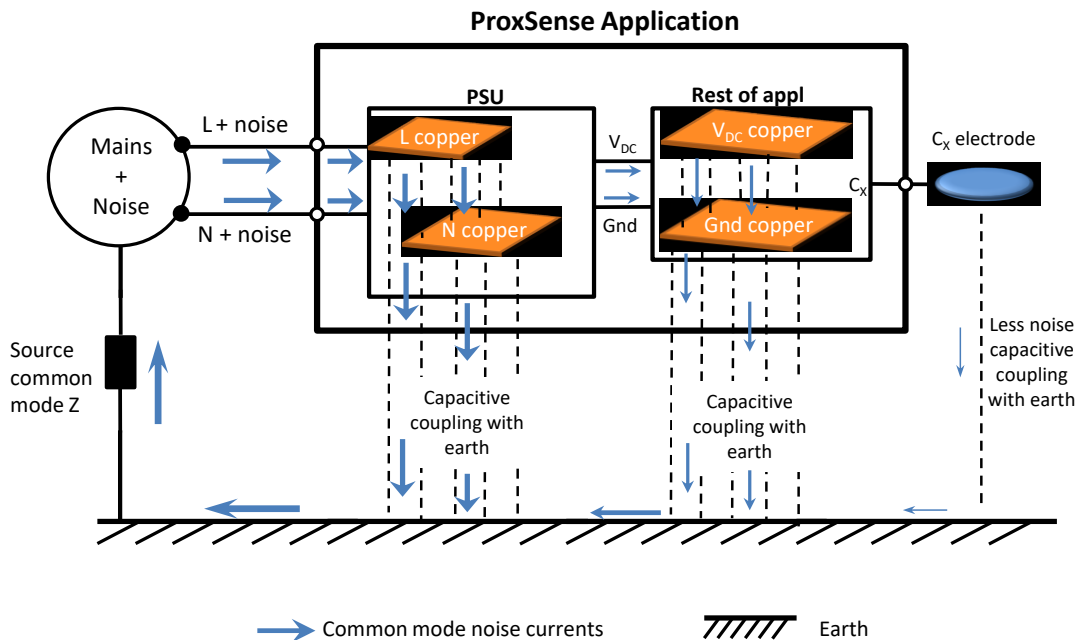 ProxSense Application
PSU
Rest of appl
L + noise
L copper
V_DC
V_DC copper
C_X electrode
Mains
+
Noise
C_X
N + noise
N copper
Gnd
Gnd copper
Source
common
mode Z
Less noise
capacitive
coupling
with earth
Capacitive
coupling with
earth
Capacitive
coupling with
earth
Common mode noise currents
Earth